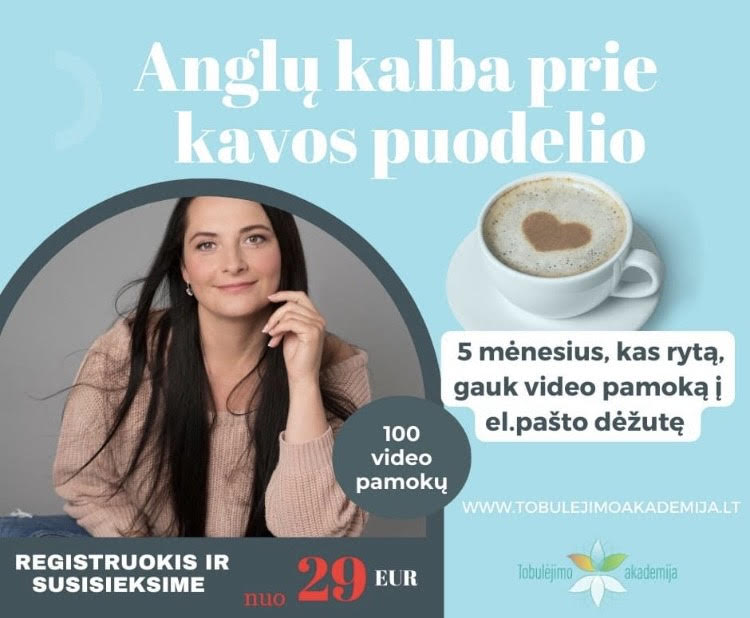 Anglų kalba prie
kavos puodelio
5 mėnesius, kas rytą,
gauk video pamoką į
el.pašto dėžutę
100
video
pamokų
WWW.TOBULEJIMOAKADEMIJA.LT
REGISTRUOKIS IR
SUSISIEKSIME
nuo 29 EUR
Tobulėjimo akademija